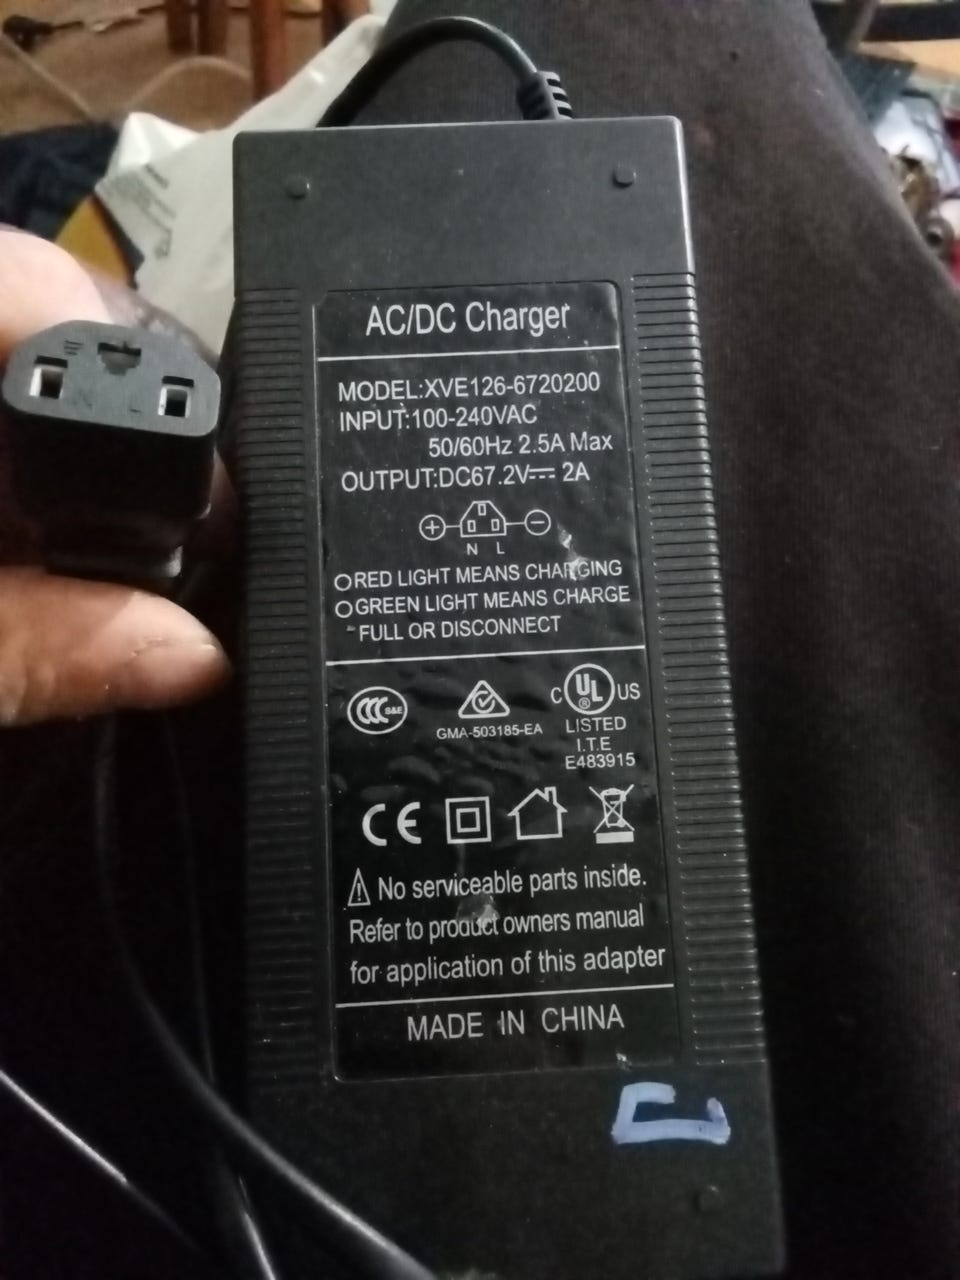 AC/DC Charger
MODEL:XVE126-6720200
INPUT:100-240VAC
50/60Hz 2.5A Max
OUTPUT:DC67.2V⎓ 2A
N L
RED LIGHT MEANS CHARGING
GREEN LIGHT MEANS CHARGE
FULL OR DISCONNECT
CCC S&E
GMA-503185-EA
C UL ® US
LISTED
I.T.E
E483915
CE
No serviceable parts inside.
Refer to product owners manual
for application of this adapter
MADE IN CHINA